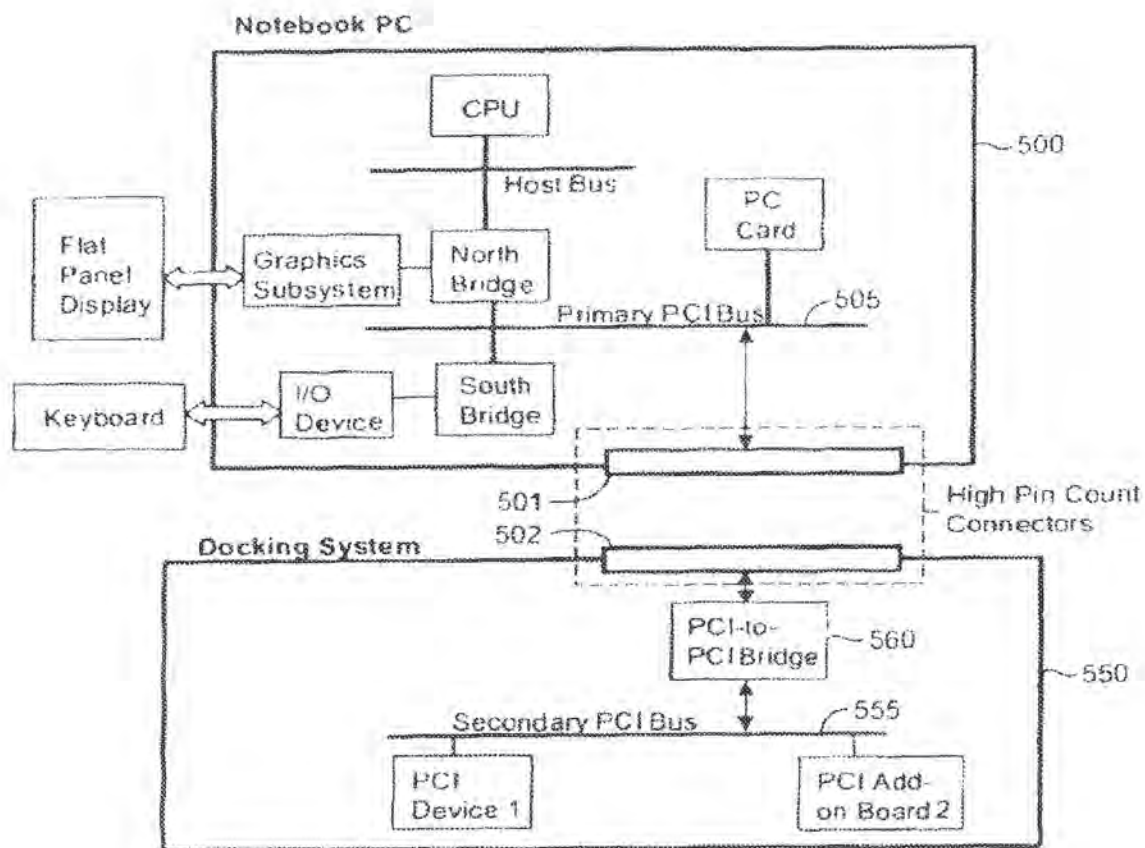 Notebook PC
CPU
500
Host Bus
PC
Card
Flat
Panel
Display
Graphics
Subsystem
North
Bridge
Primary PCI Bus
505
Keyboard
I/O
Device
South
Bridge
501
High Pin Count
Connectors
502
Docking System
PCI-to-
PCI Bridge
560
550
Secondary PCI Bus
555
PCI
Device 1
PCI Add-
on Board 2